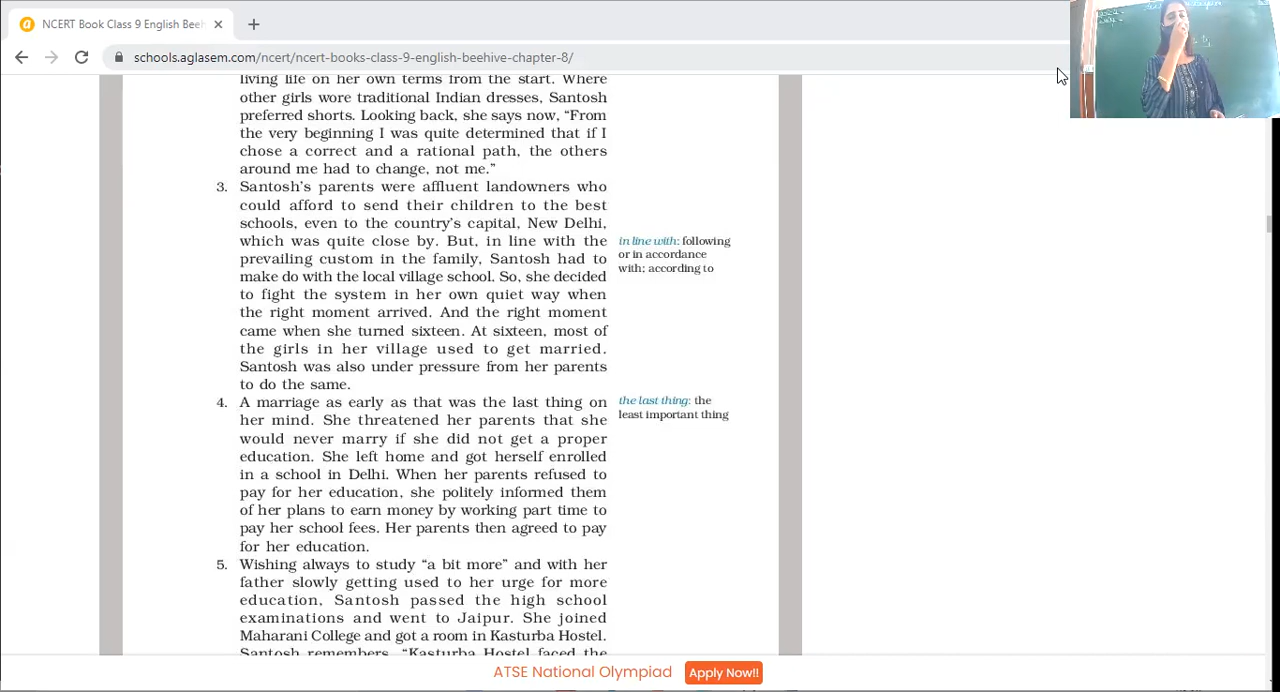 NCERT Book Class 9 English Beeh
schools.aglasem.com/ncert/ncert-books-class-9-english-beehive-chapter-8/
living life on her own terms from the start. Where
other girls wore traditional Indian dresses, Santosh
preferred shorts. Looking back, she says now, “From
the very beginning I was quite determined that if I
chose a correct and a rational path, the others
around me had to change, not me.”
3. Santosh’s parents were affluent landowners who
could afford to send their children to the best
schools, even to the country’s capital, New Delhi,
which was quite close by. But, in line with the
prevailing custom in the family, Santosh had to
make do with the local village school. So, she decided
to fight the system in her own quiet way when
the right moment arrived. And the right moment
came when she turned sixteen. At sixteen, most of
the girls in her village used to get married.
Santosh was also under pressure from her parents
to do the same.
in line with: following
or in accordance
with; according to
4. A marriage as early as that was the last thing on
her mind. She threatened her parents that she
would never marry if she did not get a proper
education. She left home and got herself enrolled
in a school in Delhi. When her parents refused to
pay for her education, she politely informed them
of her plans to earn money by working part time to
pay her school fees. Her parents then agreed to pay
for her education.
the last thing: the
least important thing
5. Wishing always to study “a bit more” and with her
father slowly getting used to her urge for more
education, Santosh passed the high school
examinations and went to Jaipur. She joined
Maharani College and got a room in Kasturba Hostel.
Santosh remembers, “Kasturba Hostel faced the
ATSE National Olympiad
Apply Now!!